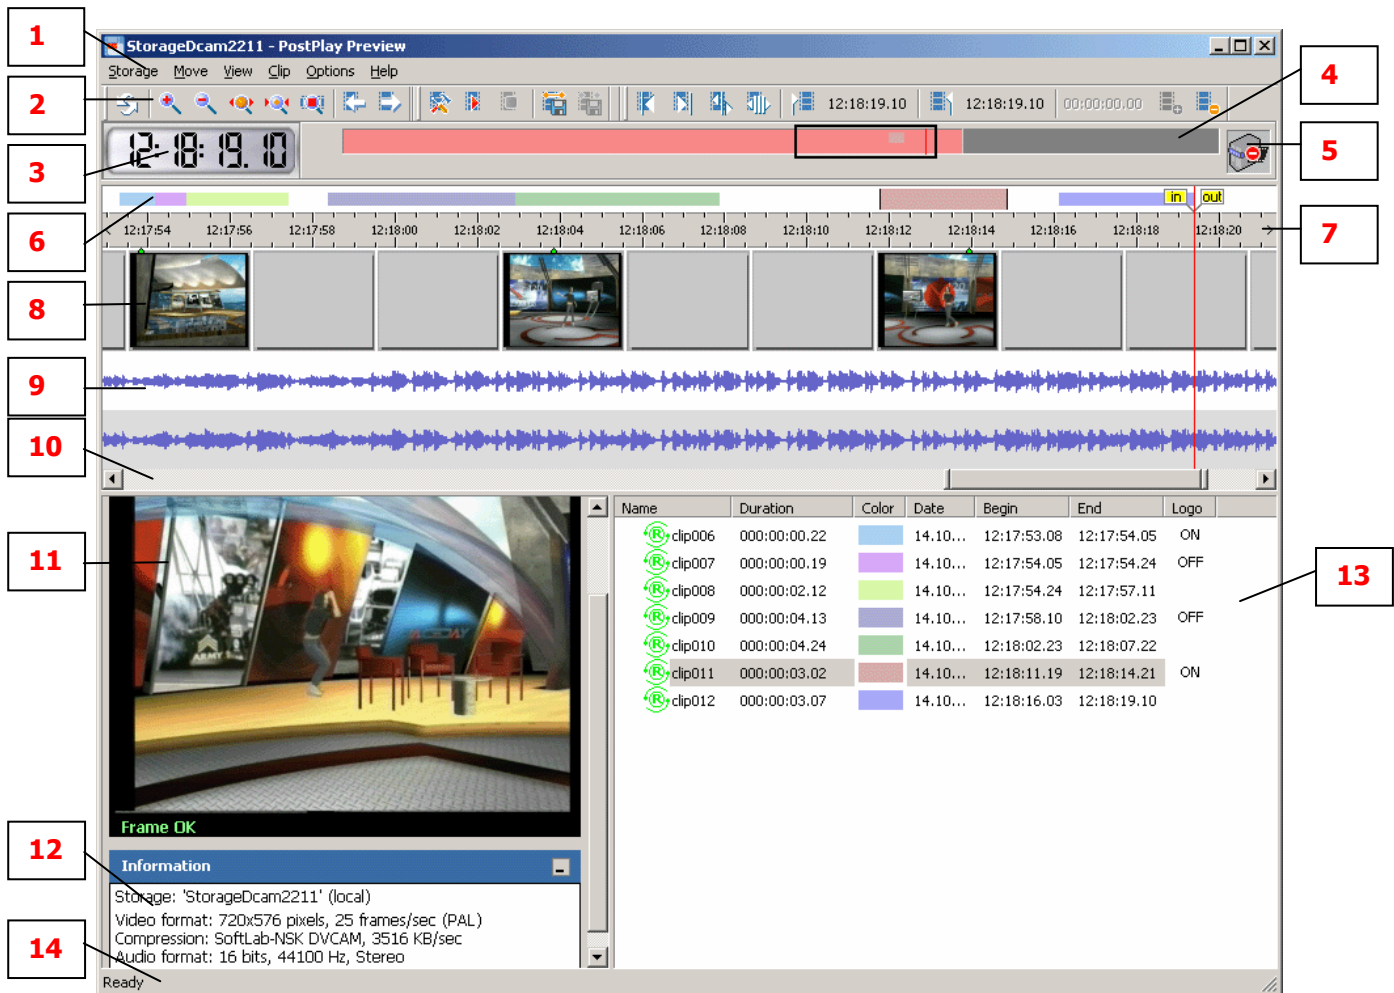 1
StorageDcam2211 - PostPlay Preview
Storage Move View Clip Options Help
4
2
12:18:19.10 12:18:19.10 00:00:00.00
3
12:18:19.10
5
6
in out
12:17:54 12:17:56 12:17:58 12:18:00 12:18:02 12:18:04 12:18:06 12:18:08 12:18:10 12:18:12 12:18:14 12:18:16 12:18:18 12:18:20
7
8
9
10
Name Duration Color Date Begin End Logo
R clip006 000:00:00.22 14.10... 12:17:53.08 12:17:54.05 ON
R clip007 000:00:00.19 14.10... 12:17:54.05 12:17:54.24 OFF
R clip008 000:00:02.12 14.10... 12:17:54.24 12:17:57.11
R clip009 000:00:04.13 14.10... 12:17:58.10 12:18:02.23 OFF
R clip010 000:00:04.24 14.10... 12:18:02.23 12:18:07.22
R clip011 000:00:03.02 14.10... 12:18:11.19 12:18:14.21 ON
R clip012 000:00:03.07 14.10... 12:18:16.03 12:18:19.10
11
13
ARMY
Frame OK
12
Information
Storage: 'StorageDcam2211' (local)
Video format: 720x576 pixels, 25 frames/sec (PAL)
Compression: SoftLab-NSK DVCAM, 3516 KB/sec
Audio format: 16 bits, 44100 Hz, Stereo
14
Ready